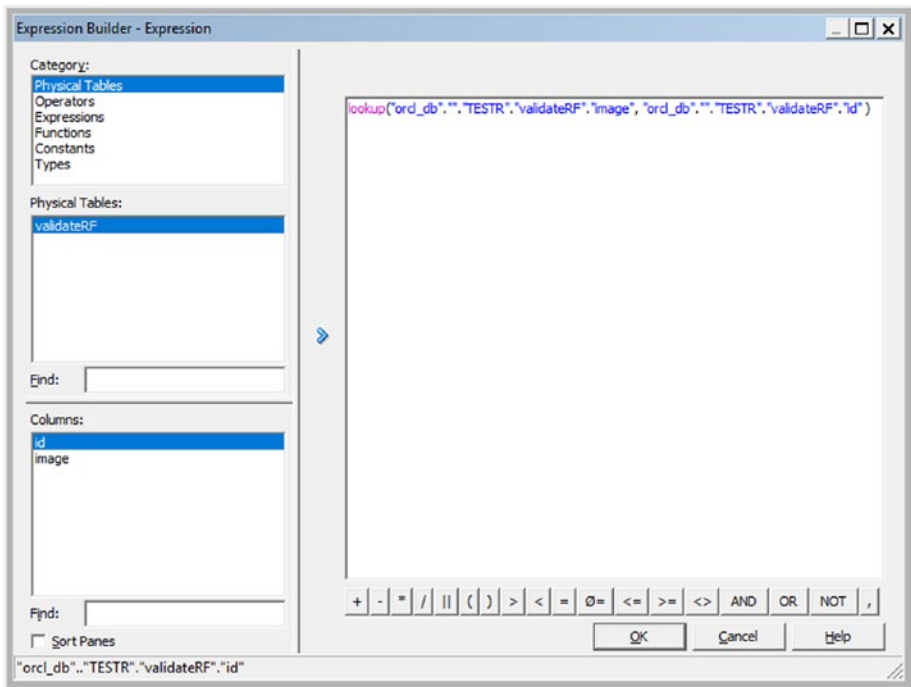 Expression Builder - Expression
Category:
Physical Tables
Operators
Expressions
Functions
Constants
Types
Physical Tables:
validateRF
Find:
Columns:
id
image
Find:
Sort Panes
lookup("orcl_db"."".​"TESTR"."validateRF"."image", "orcl_db".""."TESTR"."validateRF"."id" )
+ - * / || ( ) > < = Ø= <= >= <> AND OR NOT ,
OK Cancel Help
"orcl_db".."TESTR"."validateRF"."id"